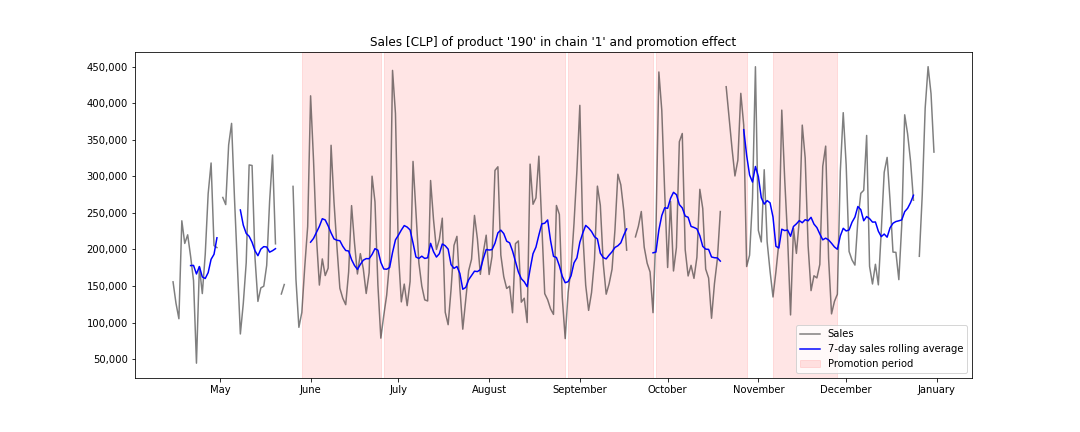 Sales [CLP] of product '190' in chain '1' and promotion effect
450,000
400,000
350,000
300,000
250,000
200,000
150,000
100,000
50,000
Sales
7-day sales rolling average
Promotion period
May June July August September October November December January